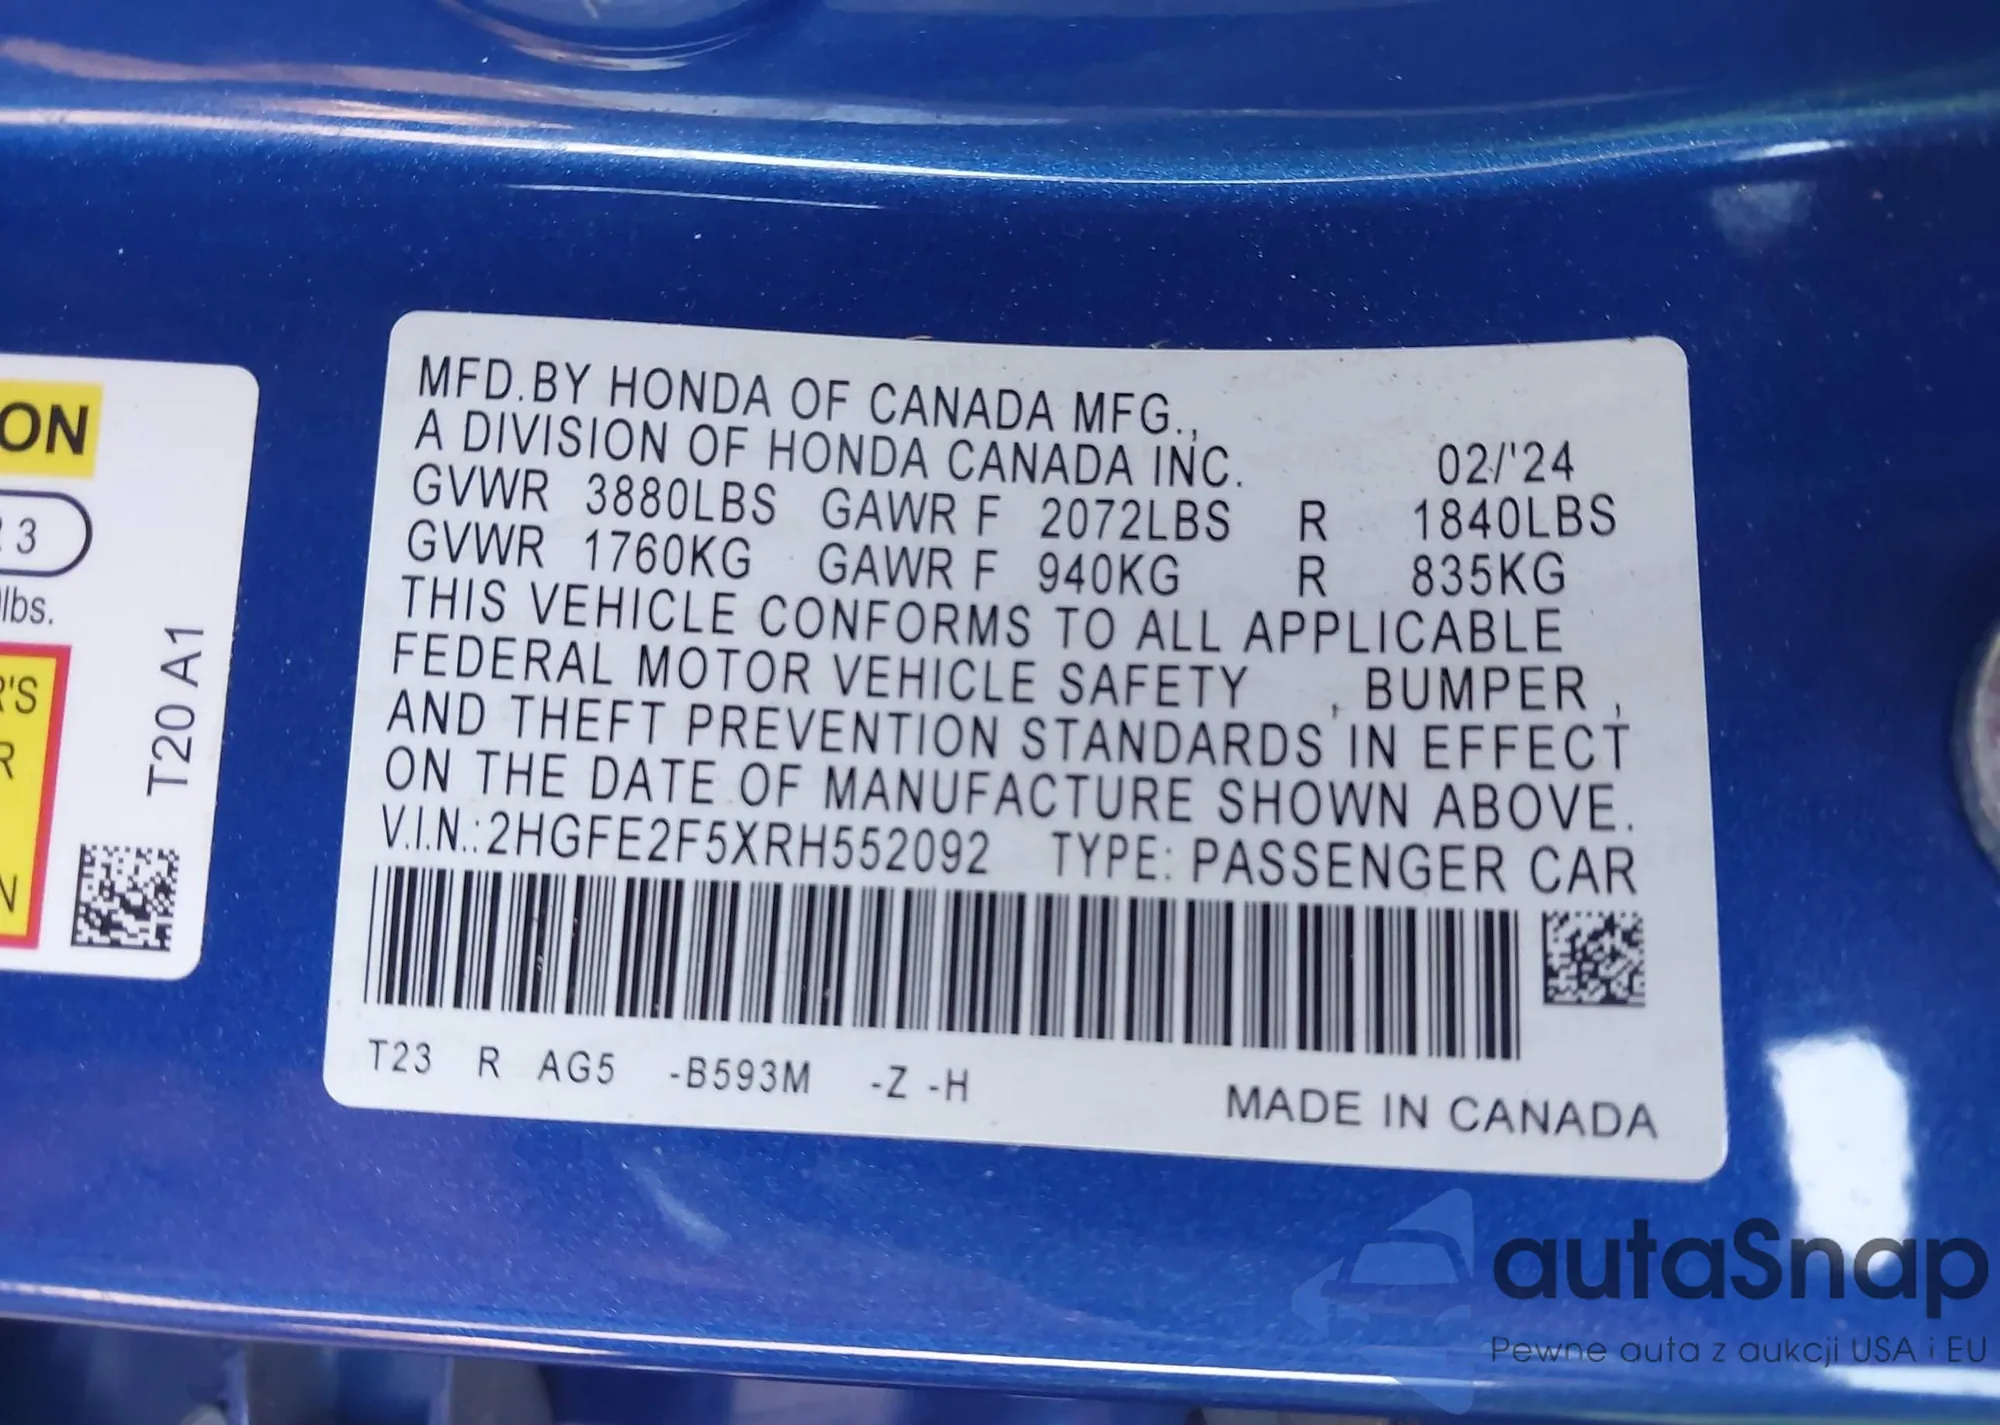 ON
3
lbs.
'S
R
N
T20 A1
MFD.BY HONDA OF CANADA MFG.,
A DIVISION OF HONDA CANADA INC. 02/'24
GVWR 3880LBS GAWR F 2072LBS R 1840LBS
GVWR 1760KG GAWR F 940KG R 835KG
THIS VEHICLE CONFORMS TO ALL APPLICABLE
FEDERAL MOTOR VEHICLE SAFETY , BUMPER ,
AND THEFT PREVENTION STANDARDS IN EFFECT
ON THE DATE OF MANUFACTURE SHOWN ABOVE.
V.I.N.:2HGFE2F5XRH552092 TYPE: PASSENGER CAR
T23 R AG5 -B593M -Z -H
MADE IN CANADA
autaSnap
Pewne auta z aukcji USA i EU